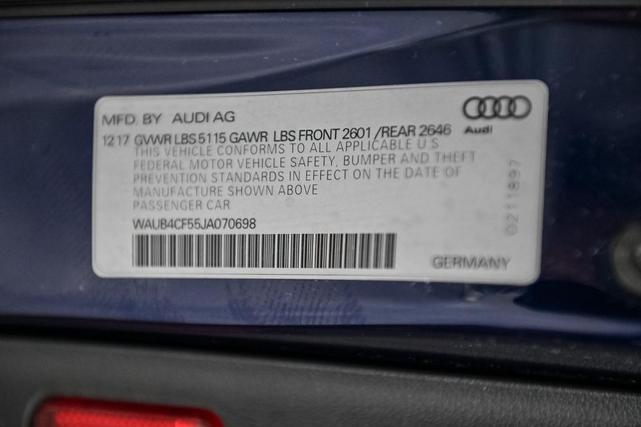 MFD. BY AUDI AG
12 17 GVWR LBS 5115 GAWR LBS FRONT 2601 /REAR 2646
Audi
THIS VEHICLE CONFORMS TO ALL APPLICABLE U S
FEDERAL MOTOR VEHICLE SAFETY, BUMPER AND THEFT
PREVENTION STANDARDS IN EFFECT ON THE DATE OF
MANUFACTURE SHOWN ABOVE
PASSENGER CAR
WAUB4CF55JA070698
GERMANY
0211897